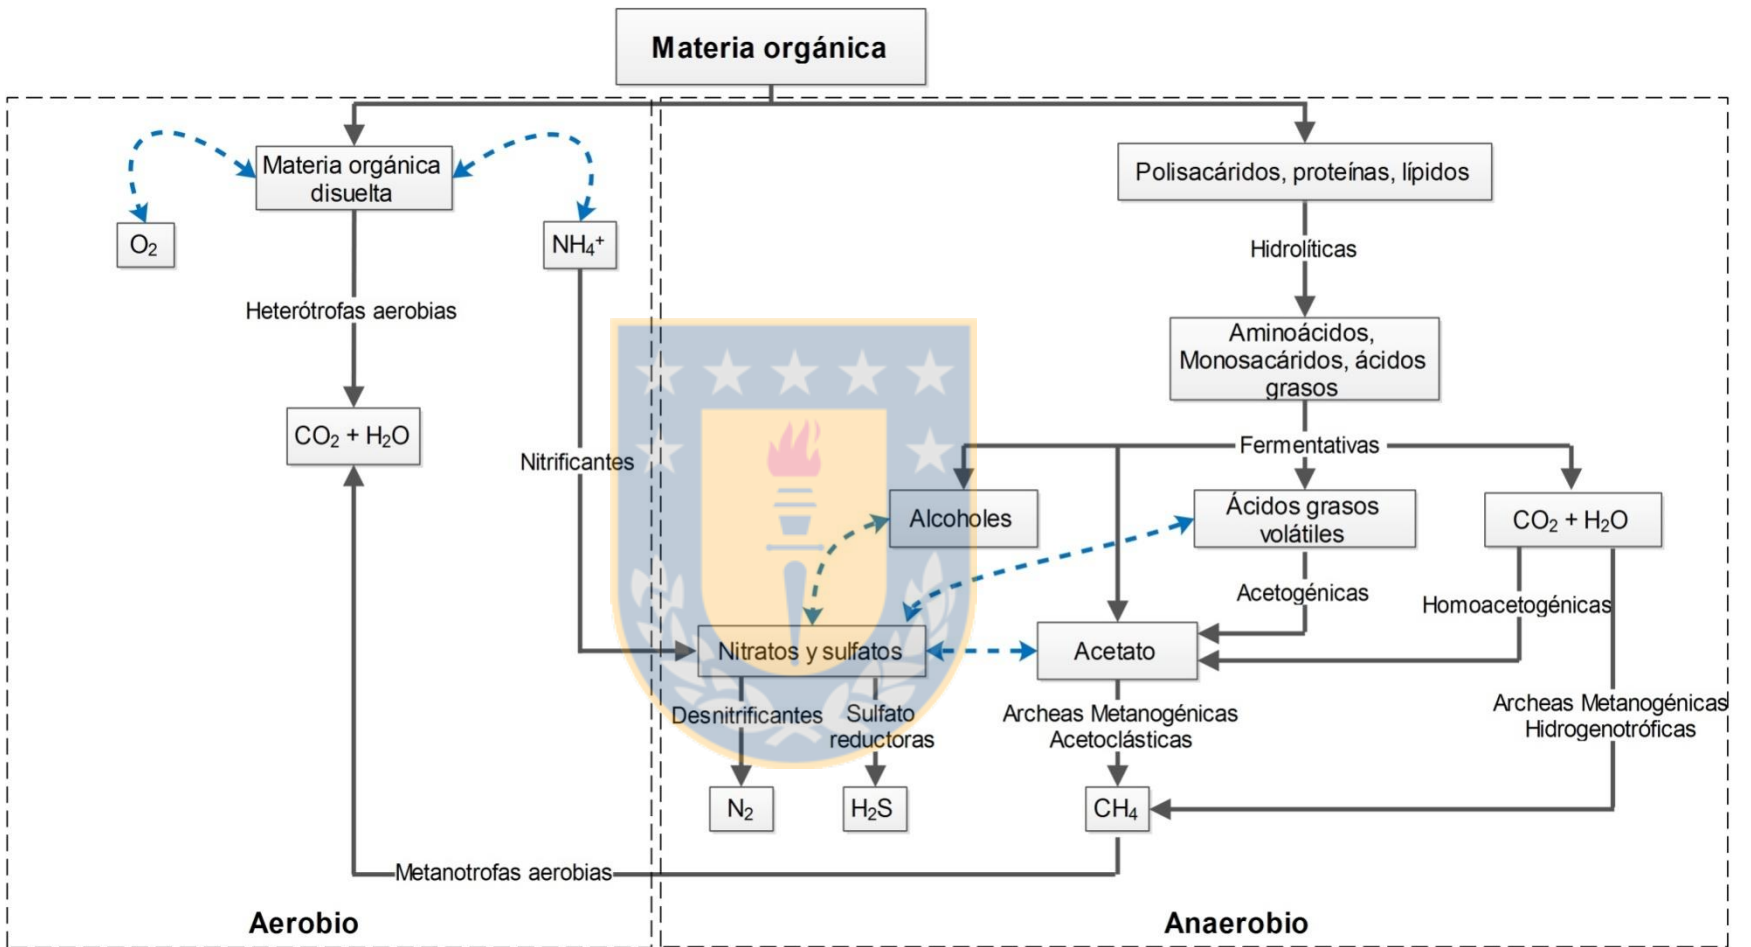 Materia orgánica
Materia orgánica
disuelta
O₂
NH₄⁺
Heterótrofas aerobias
CO₂ + H₂O
Nitrificantes
Polisacáridos, proteínas, lípidos
Hidrolíticas
Aminoácidos,
Monosacáridos, ácidos
grasos
Fermentativas
Alcoholes
Ácidos grasos
volátiles
CO₂ + H₂O
Acetogénicas
Homoacetogénicas
Nitratos y sulfatos
Acetato
Desnitrificantes
Sulfato
reductoras
Archeas Metanogénicas
Acetoclásticas
Archeas Metanogénicas
Hidrogenotróficas
N₂
H₂S
CH₄
Metanotrofas aerobias
Aerobio
Anaerobio